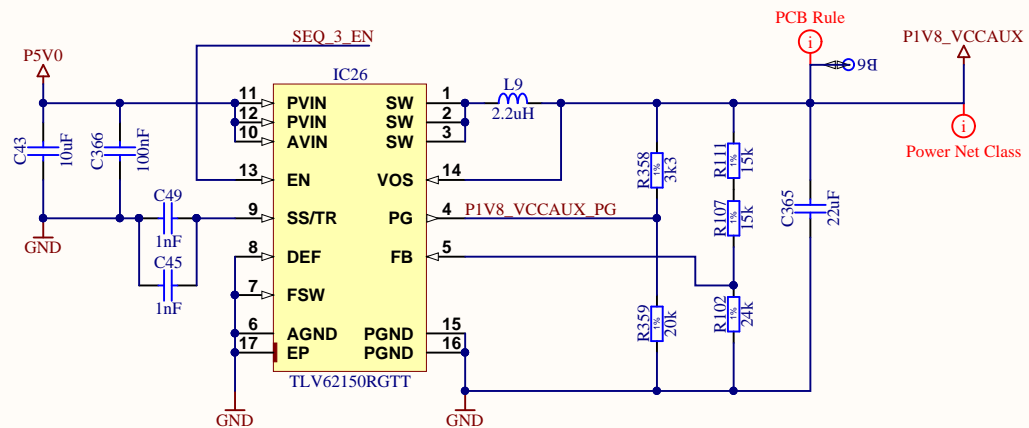 PCB Rule
i
SEQ_3_EN
P5V0
P1V8_VCCAUX
B6
IC26
L9
2.2uH
11 PVIN SW 1
12 PVIN SW 2
10 AVIN SW 3
13 EN VOS 14
9 SS/TR PG 4
8 DEF FB 5
7 FSW
6 AGND PGND 15
17 EP PGND 16
TLV62150RGTT
C43
10uF
C366
100nF
C49
1nF
C45
1nF
GND
GND
GND
P1V8_VCCAUX_PG
R358
1%
3k3
R359
1%
20k
R111
1%
15k
R107
1%
15k
R102
1%
24k
C365
22uF
i
Power Net Class